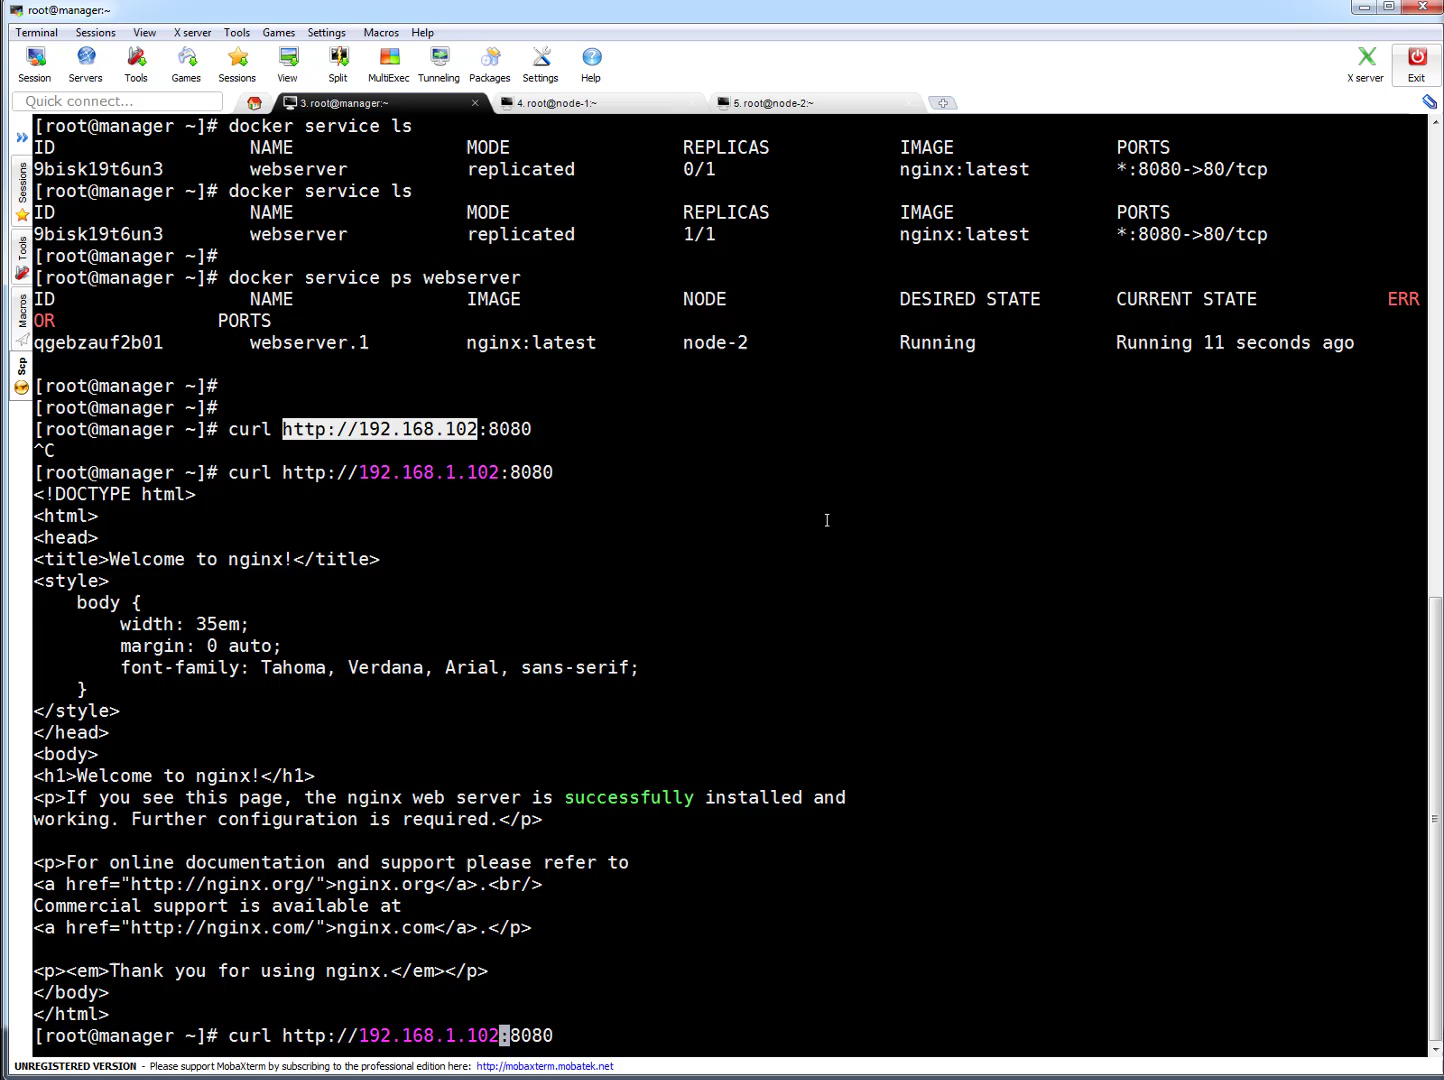 root@manager:~
Terminal Sessions View X server Tools Games Settings Macros Help
Session Servers Tools Games Sessions View Split MultiExec Tunneling Packages Settings Help X server Exit
Quick connect... 3. root@manager:~ 4. root@node-1:~ 5. root@node-2:~
Sessions
Tools
Macros
Scp
[root@manager ~]# docker service ls
ID NAME MODE REPLICAS IMAGE PORTS
9bisk19t6un3 webserver replicated 0/1 nginx:latest *:8080->80/tcp
[root@manager ~]# docker service ls
ID NAME MODE REPLICAS IMAGE PORTS
9bisk19t6un3 webserver replicated 1/1 nginx:latest *:8080->80/tcp
[root@manager ~]#
[root@manager ~]# docker service ps webserver
ID NAME IMAGE NODE DESIRED STATE CURRENT STATE ERR
OR PORTS
qgebzauf2b01 webserver.1 nginx:latest node-2 Running Running 11 seconds ago
[root@manager ~]#
[root@manager ~]#
[root@manager ~]# curl http://192.168.102:8080
^C
[root@manager ~]# curl http://192.168.1.102:8080
<!DOCTYPE html>
<html>
<head>
<title>Welcome to nginx!</title>
<style>
body {
width: 35em;
margin: 0 auto;
font-family: Tahoma, Verdana, Arial, sans-serif;
}
</style>
</head>
<body>
<h1>Welcome to nginx!</h1>
<p>If you see this page, the nginx web server is successfully installed and
working. Further configuration is required.</p>
<p>For online documentation and support please refer to
<a href="http://nginx.org/">nginx.org</a>.<br/>
Commercial support is available at
<a href="http://nginx.com/">nginx.com</a>.</p>
<p><em>Thank you for using nginx.</em></p>
</body>
</html>
[root@manager ~]# curl http://192.168.1.102:8080
UNREGISTERED VERSION - Please support MobaXterm by subscribing to the professional edition here: http://mobaxterm.mobatek.net